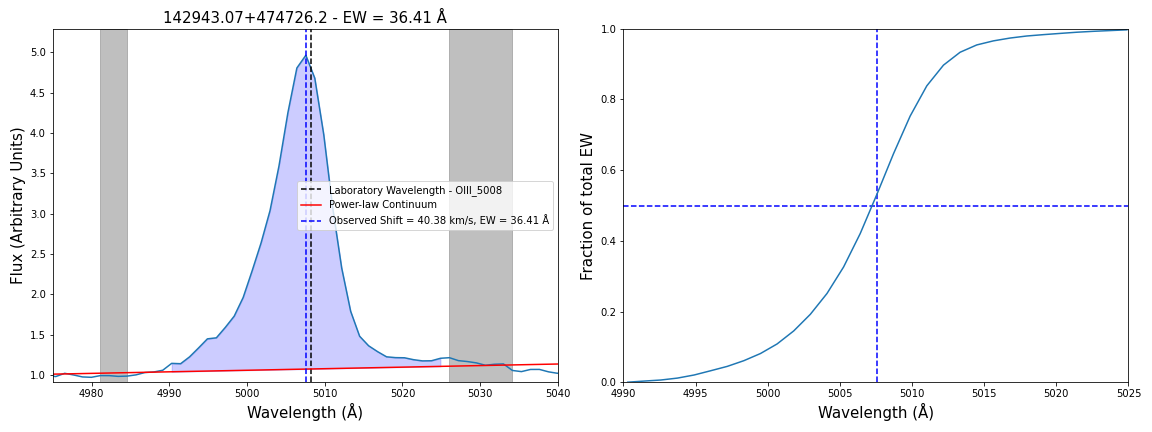 142943.07+474726.2 - EW = 36.41 Å
Flux (Arbitrary Units)
5.0
4.5
4.0
3.5
3.0
2.5
2.0
1.5
1.0
Laboratory Wavelength - OIII_5008
Power-law Continuum
Observed Shift = 40.38 km/s, EW = 36.41 Å
4980 4990 5000 5010 5020 5030 5040
Wavelength (Å)
Fraction of total EW
1.0
0.8
0.6
0.4
0.2
0.0
4990 4995 5000 5005 5010 5015 5020 5025
Wavelength (Å)